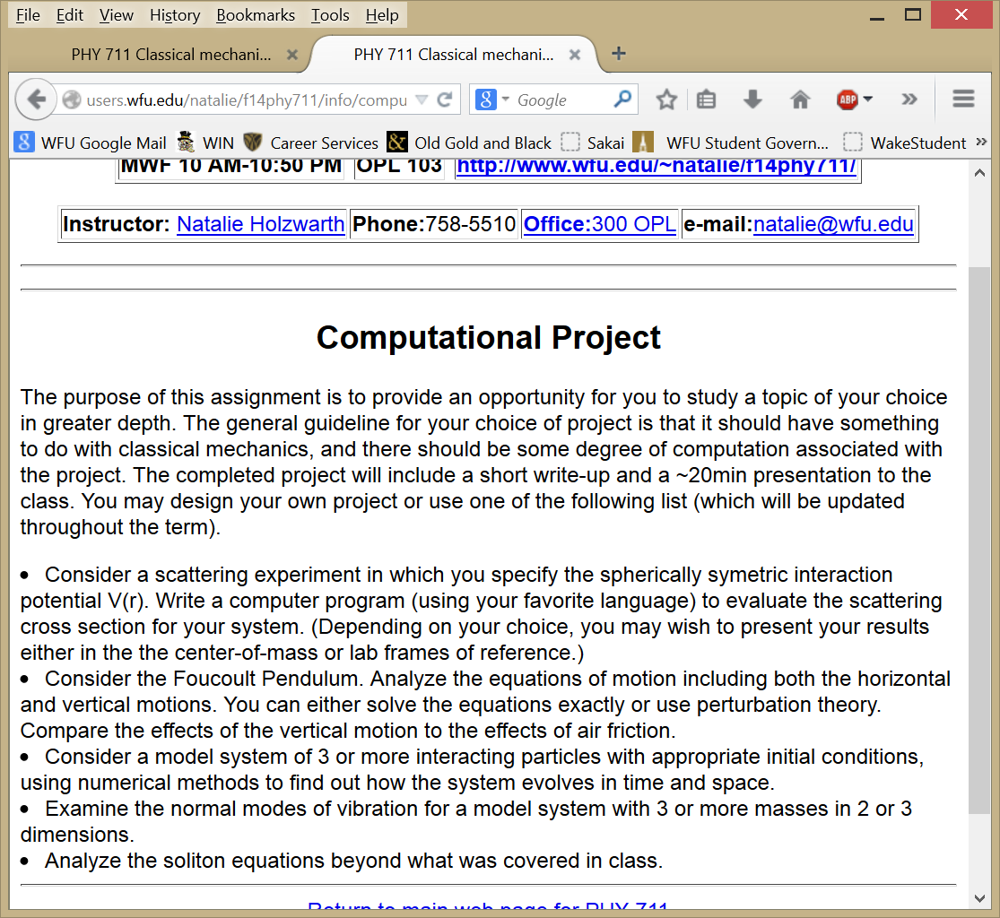 File Edit View History Bookmarks Tools Help
PHY 711 Classical mechani... PHY 711 Classical mechani...
users.wfu.edu/natalie/f14phy711/info/compu Google ABP
WFU Google Mail WIN Career Services Old Gold and Black Sakai WFU Student Govern... WakeStudent
MWF 10 AM-10:50 PM OPL 103 http://www.wfu.edu/~natalie/f14phy711/
Instructor: Natalie Holzwarth Phone:758-5510 Office:300 OPL e-mail:natalie@wfu.edu
Computational Project
The purpose of this assignment is to provide an opportunity for you to study a topic of your choice
in greater depth. The general guideline for your choice of project is that it should have something
to do with classical mechanics, and there should be some degree of computation associated with
the project. The completed project will include a short write-up and a ~20min presentation to the
class. You may design your own project or use one of the following list (which will be updated
throughout the term).
• Consider a scattering experiment in which you specify the spherically symetric interaction
potential V(r). Write a computer program (using your favorite language) to evaluate the scattering
cross section for your system. (Depending on your choice, you may wish to present your results
either in the the center-of-mass or lab frames of reference.)
• Consider the Foucoult Pendulum. Analyze the equations of motion including both the horizontal
and vertical motions. You can either solve the equations exactly or use perturbation theory.
Compare the effects of the vertical motion to the effects of air friction.
• Consider a model system of 3 or more interacting particles with appropriate initial conditions,
using numerical methods to find out how the system evolves in time and space.
• Examine the normal modes of vibration for a model system with 3 or more masses in 2 or 3
dimensions.
• Analyze the soliton equations beyond what was covered in class.
Return to main web page for PHY 711